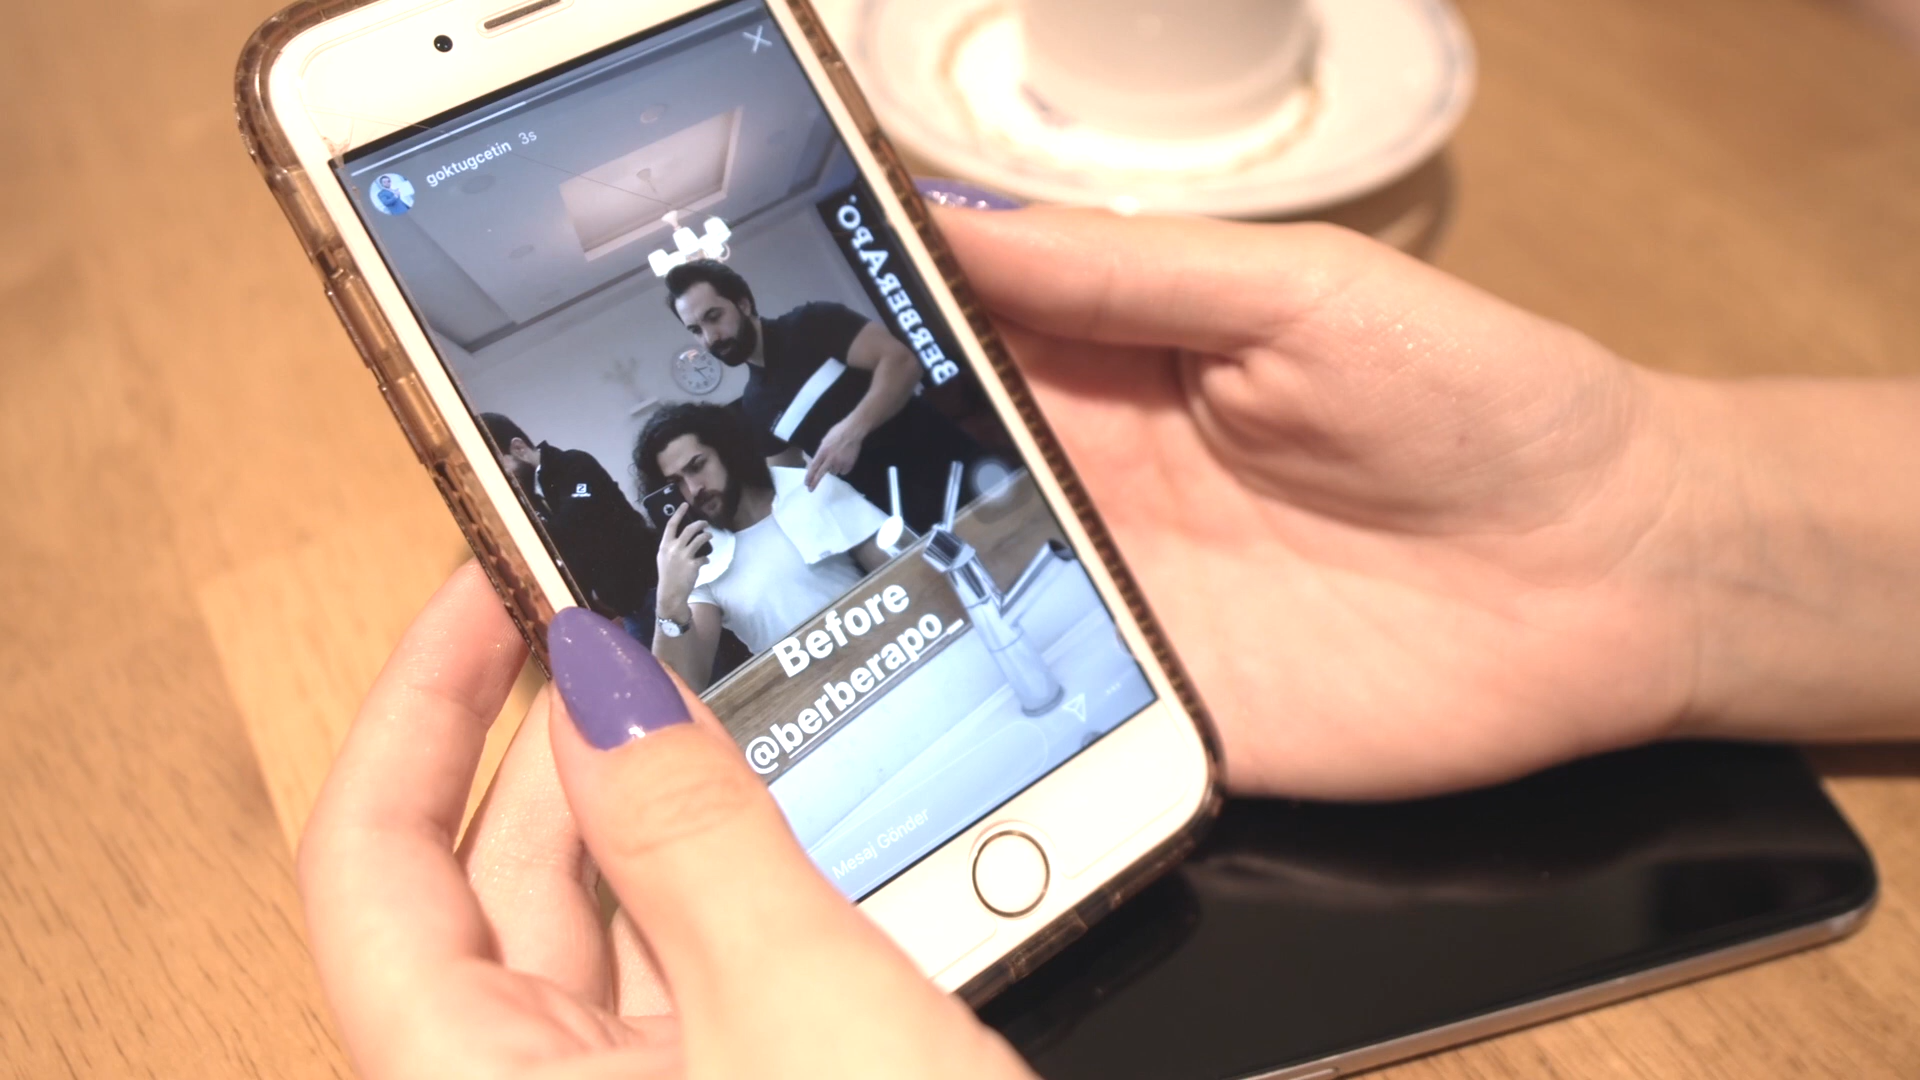 goktugcetin 3s
BERBERAPO
Before
@berberapo_
Mesaj Gönder